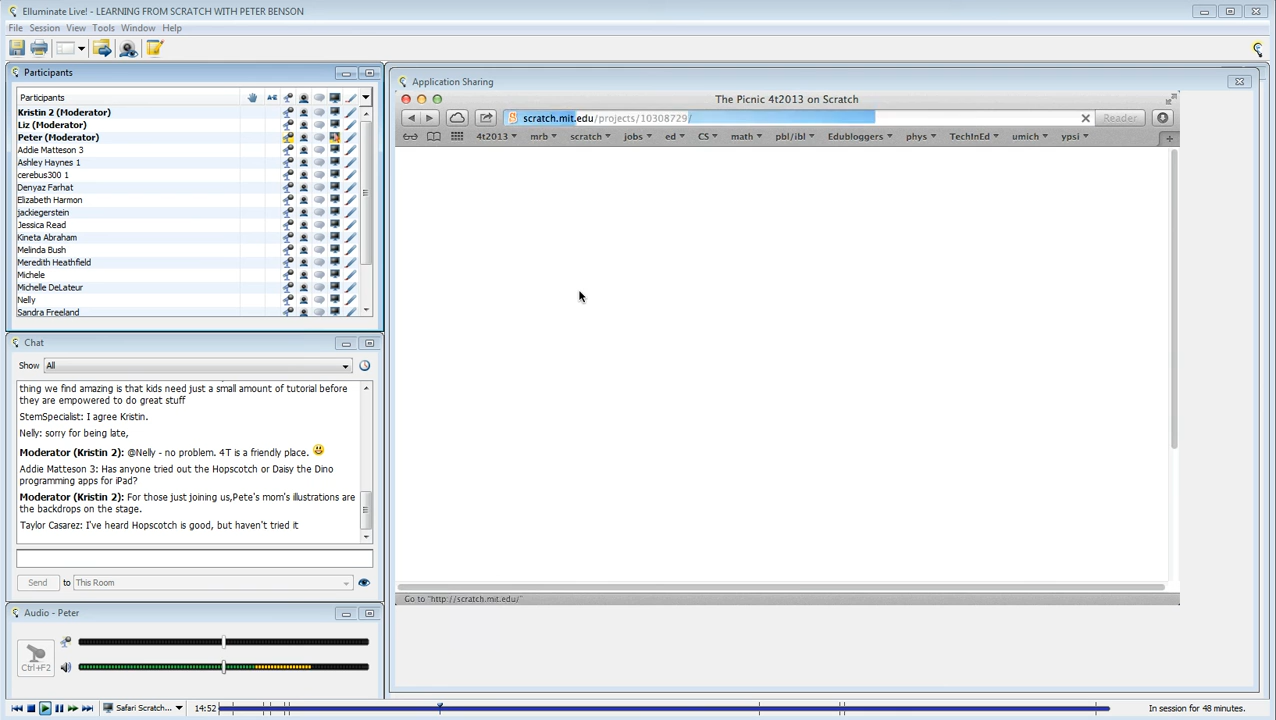 Elluminate Live! - LEARNING FROM SCRATCH WITH PETER BENSON
File Session View Tools Window Help
Participants
Participants
Kristin 2 (Moderator)
Liz (Moderator)
Peter (Moderator)
Addie Matteson 3
Ashley Haynes 1
cerebus300 1
Denyaz Farhat
Elizabeth Harmon
jackiegerstein
Jessica Read
Kineta Abraham
Melinda Bush
Meredith Heathfield
Michele
Michelle DeLateur
Nelly
Sandra Freeland
Chat
Show All
thing we find amazing is that kids need just a small amount of tutorial before
they are empowered to do great stuff
StemSpecialist: I agree Kristin.
Nelly: sorry for being late,
Moderator (Kristin 2): @Nelly - no problem. 4T is a friendly place.
Addie Matteson 3: Has anyone tried out the Hopscotch or Daisy the Dino
programming apps for iPad?
Moderator (Kristin 2): For those just joining us,Pete's mom's illustrations are
the backdrops on the stage.
Taylor Casarez: I've heard Hopscotch is good, but haven't tried it
Send to This Room
Audio - Peter
Ctrl+F2
Application Sharing
The Picnic 4t2013 on Scratch
scratch.mit.edu/projects/10308729/
Reader
4t2013 mrb scratch jobs ed CS math pbl/ibl Edubloggers phys TechInEd umich ypsi
Go to "http://scratch.mit.edu/"
Safari Scratch... 14:52 In session for 48 minutes.